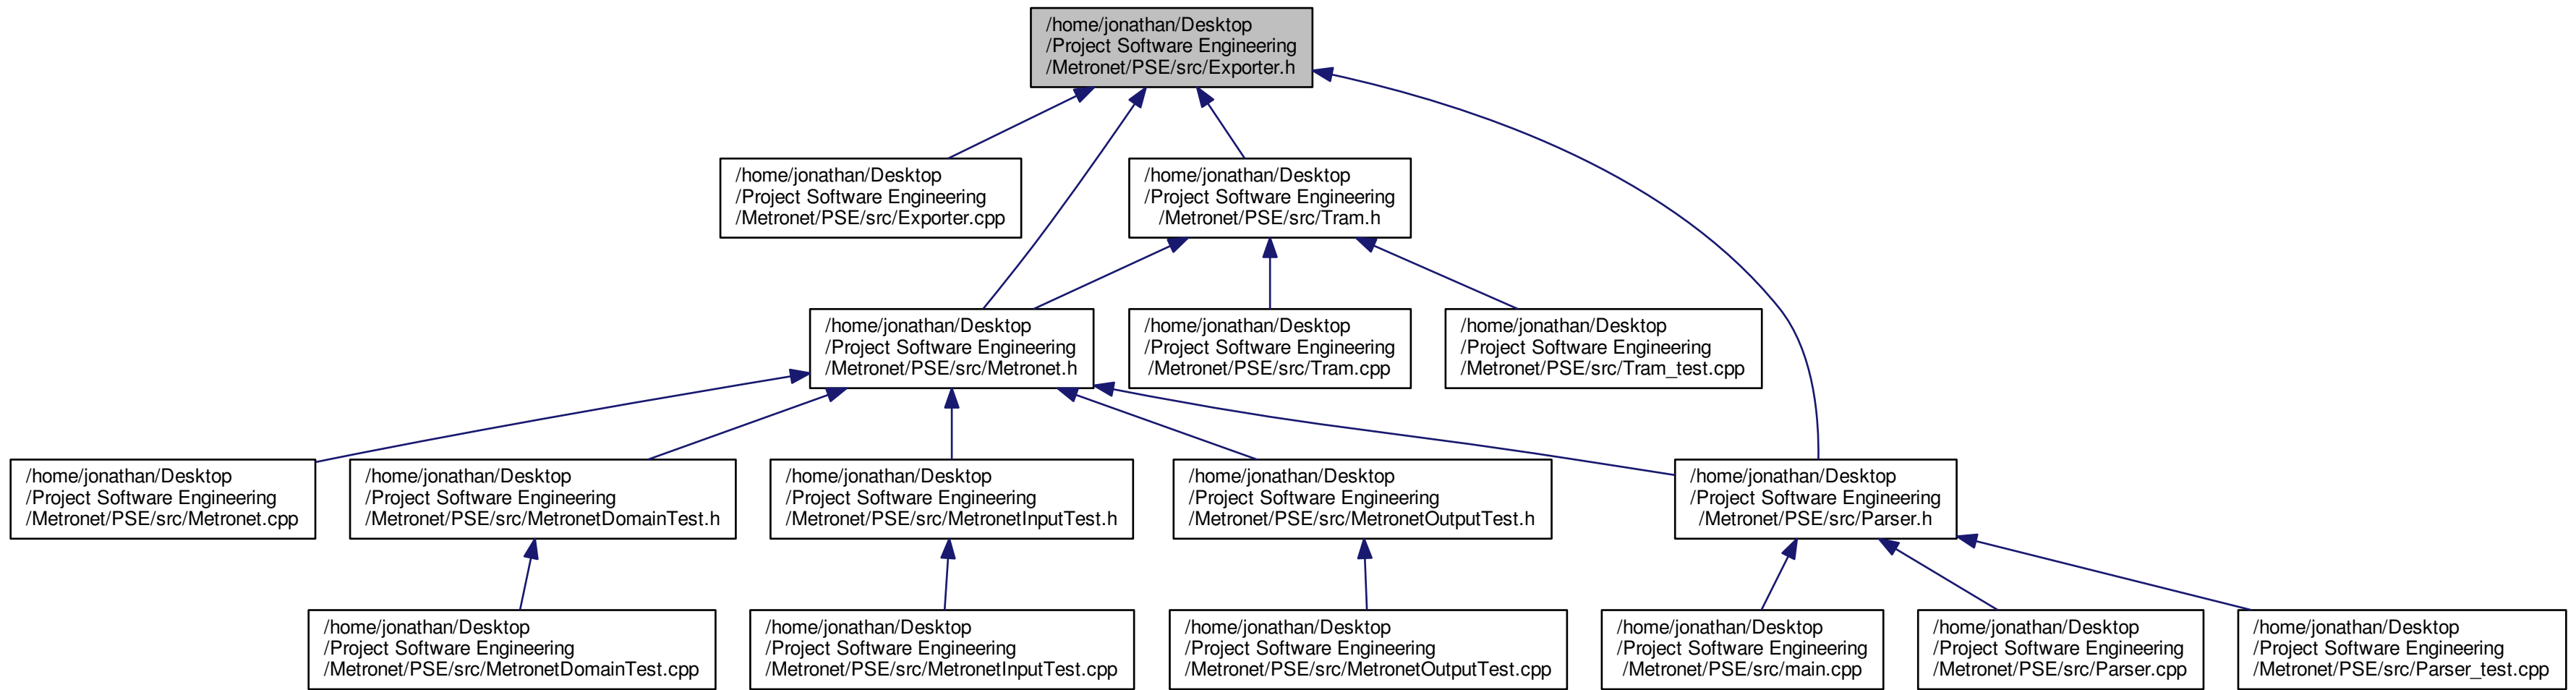 /home/jonathan/Desktop
/Project Software Engineering
/Metronet/PSE/src/Exporter.h
/home/jonathan/Desktop
/Project Software Engineering
/Metronet/PSE/src/Exporter.cpp
/home/jonathan/Desktop
/Project Software Engineering
/Metronet/PSE/src/Tram.h
/home/jonathan/Desktop
/Project Software Engineering
/Metronet/PSE/src/Metronet.h
/home/jonathan/Desktop
/Project Software Engineering
/Metronet/PSE/src/Tram.cpp
/home/jonathan/Desktop
/Project Software Engineering
/Metronet/PSE/src/Tram_test.cpp
/home/jonathan/Desktop
/Project Software Engineering
/Metronet/PSE/src/Metronet.cpp
/home/jonathan/Desktop
/Project Software Engineering
/Metronet/PSE/src/MetronetDomainTest.h
/home/jonathan/Desktop
/Project Software Engineering
/Metronet/PSE/src/MetronetInputTest.h
/home/jonathan/Desktop
/Project Software Engineering
/Metronet/PSE/src/MetronetOutputTest.h
/home/jonathan/Desktop
/Project Software Engineering
/Metronet/PSE/src/Parser.h
/home/jonathan/Desktop
/Project Software Engineering
/Metronet/PSE/src/MetronetDomainTest.cpp
/home/jonathan/Desktop
/Project Software Engineering
/Metronet/PSE/src/MetronetInputTest.cpp
/home/jonathan/Desktop
/Project Software Engineering
/Metronet/PSE/src/MetronetOutputTest.cpp
/home/jonathan/Desktop
/Project Software Engineering
/Metronet/PSE/src/main.cpp
/home/jonathan/Desktop
/Project Software Engineering
/Metronet/PSE/src/Parser.cpp
/home/jonathan/Desktop
/Project Software Engineering
/Metronet/PSE/src/Parser_test.cpp